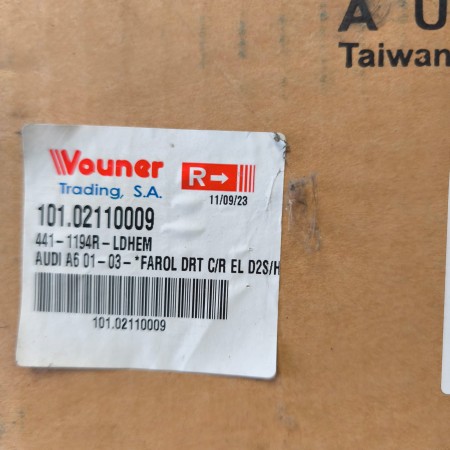 A U
Taiwan
Vouner
Trading, S.A.
R→
11/09/23
101.02110009
441-1194R-LDHEM
AUDI A6 01-03-*FAROL DRT C/R EL D2S/H
101.02110009